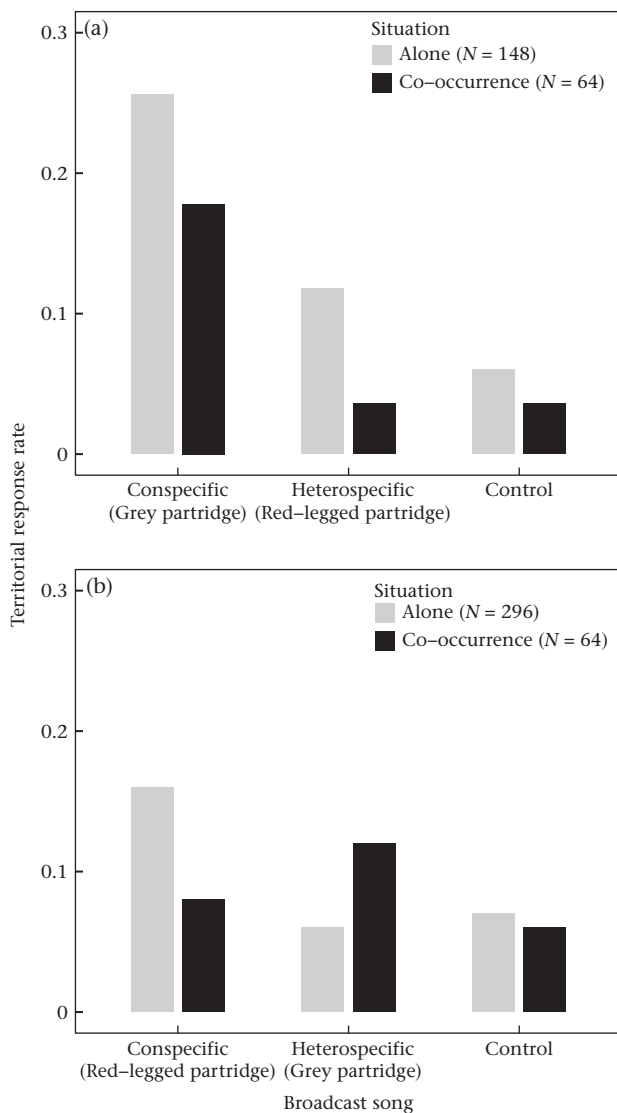 (a)
Situation
Alone (N = 148)
Co–occurrence (N = 64)
0.3
0.2
0.1
0
Conspecific
(Grey partridge)
Heterospecific
(Red–legged partridge)
Control
Territorial response rate
(b)
Situation
Alone (N = 296)
Co–occurrence (N = 64)
0.3
0.2
0.1
0
Conspecific
(Red–legged partridge)
Heterospecific
(Grey partridge)
Control
Broadcast song